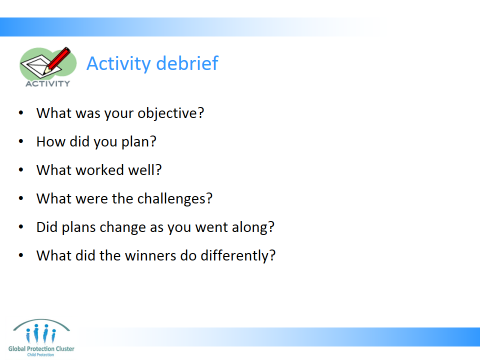 ACTIVITY
Activity debrief
• What was your objective?
• How did you plan?
• What worked well?
• What were the challenges?
• Did plans change as you went along?
• What did the winners do differently?
Global Protection Cluster
Child Protection